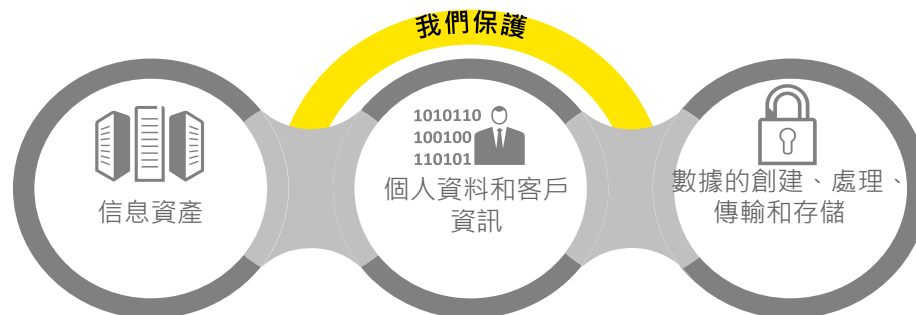 我們保護
信息資產
1010110
100100
110101
個人資料和客戶
資訊
數據的創建、處理、
傳輸和存儲